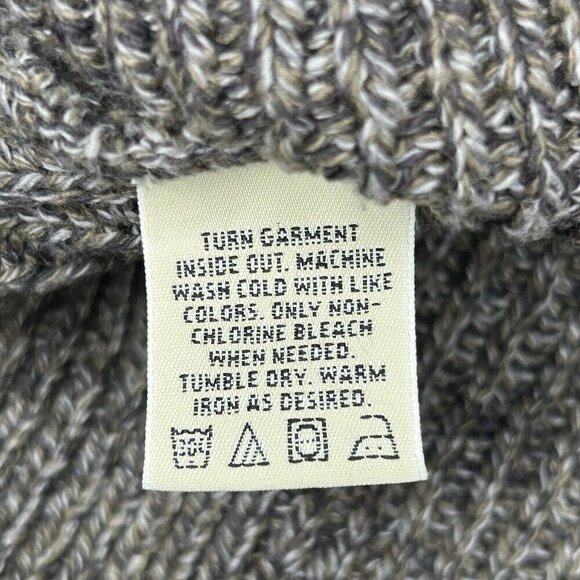 TURN GARMENT
INSIDE OUT. MACHINE
WASH COLD WITH LIKE
COLORS. ONLY NON-
CHLORINE BLEACH
WHEN NEEDED.
TUMBLE DRY. WARM
IRON AS DESIRED.
30°